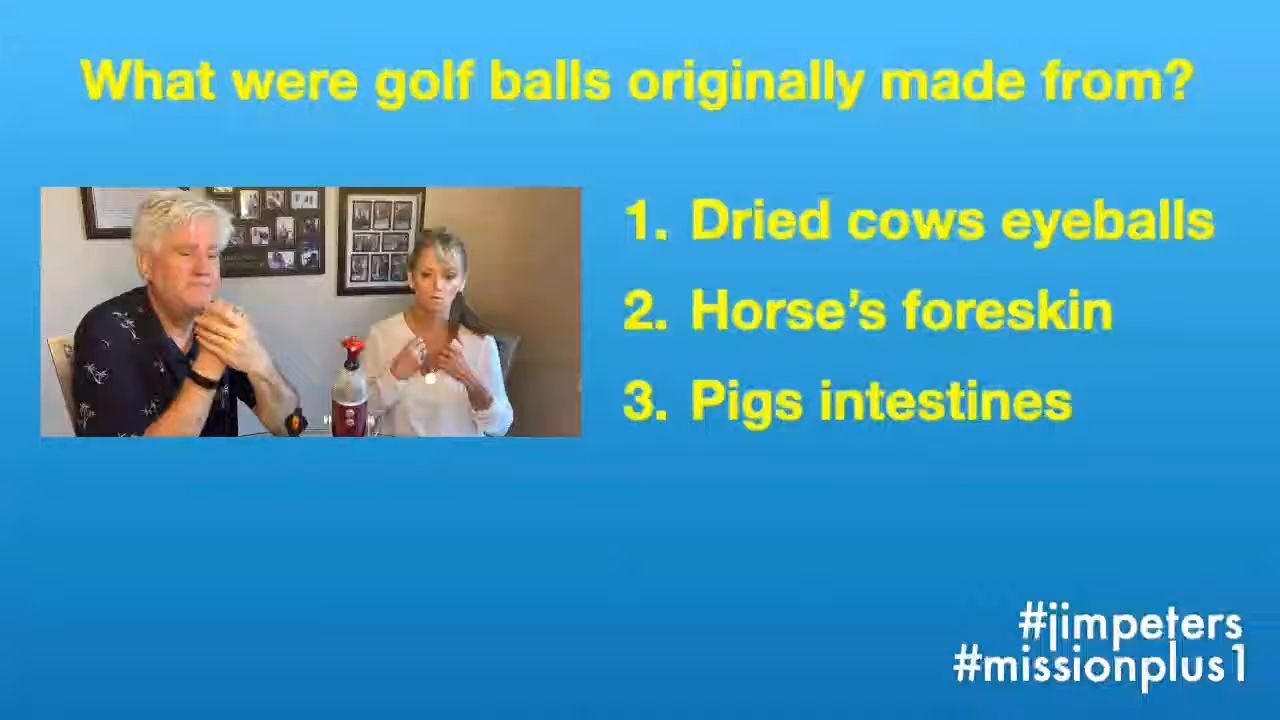 What were golf balls originally made from?
1. Dried cows eyeballs
2. Horse's foreskin
3. Pigs intestines
#jimpeters
#missionplus1